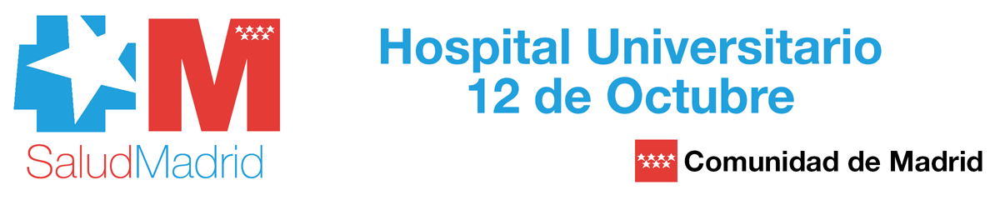 M
SaludMadrid
Hospital Universitario
12 de Octubre
Comunidad de Madrid